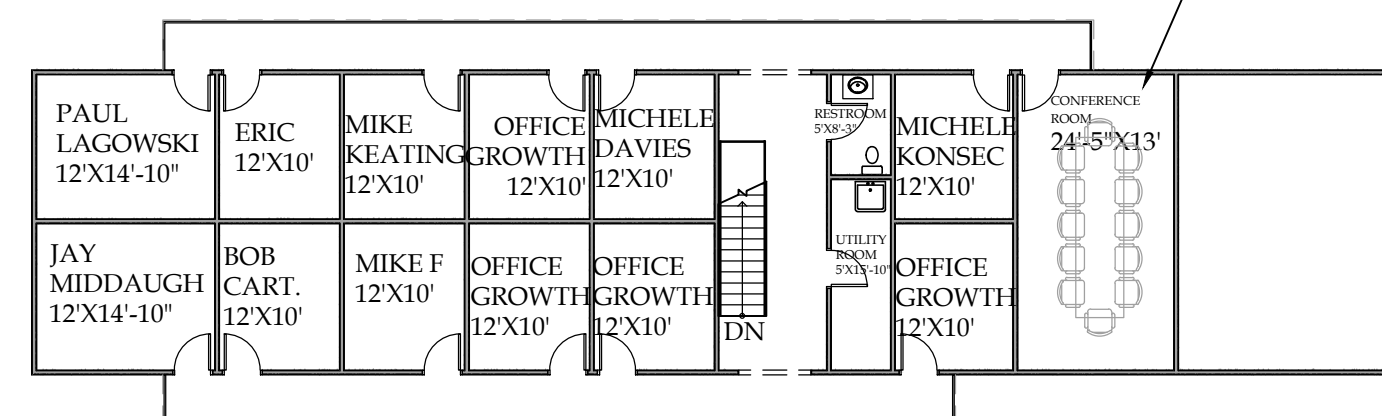 PAUL
LAGOWSKI
12'X14'-10"
ERIC
12'X10'
MIKE
KEATING
12'X10'
OFFICE
GROWTH
12'X10'
MICHELE
DAVIES
12'X10'
RESTROOM
5'X8'-3"
MICHELE
KONSEC
12'X10'
CONFERENCE
ROOM
24'-5"X13'
JAY
MIDDAUGH
12'X14'-10"
BOB
CART.
12'X10'
MIKE F
12'X10'
OFFICE
GROWTH
12'X10'
OFFICE
GROWTH
12'X10'
DN
UTILITY
ROOM
5'X15'-10"
OFFICE
GROWTH
12'X10'